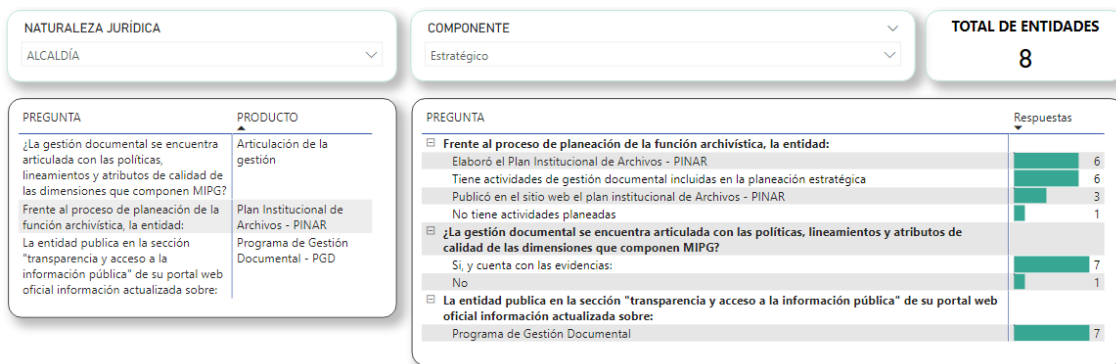 NATURALEZA JURÍDICA
ALCALDÍA
COMPONENTE
Estratégico
TOTAL DE ENTIDADES
8
PREGUNTA PRODUCTO
¿La gestión documental se encuentra articulada con las políticas, lineamientos y atributos de calidad de las dimensiones que componen MIPG? Articulación de la gestión
Frente al proceso de planeación de la función archivística, la entidad: Plan Institucional de Archivos - PINAR
La entidad publica en la sección "transparencia y acceso a la información pública" de su portal web oficial información actualizada sobre: Programa de Gestión Documental - PGD
PREGUNTA Respuestas
Frente al proceso de planeación de la función archivística, la entidad:
Elaboró el Plan Institucional de Archivos - PINAR 6
Tiene actividades de gestión documental incluidas en la planeación estratégica 6
Publicó en el sitio web el plan institucional de Archivos - PINAR 3
No tiene actividades planeadas 1
¿La gestión documental se encuentra articulada con las políticas, lineamientos y atributos de
calidad de las dimensiones que componen MIPG?
Si, y cuenta con las evidencias: 7
No 1
La entidad publica en la sección "transparencia y acceso a la información pública" de su portal web
oficial información actualizada sobre:
Programa de Gestión Documental 7